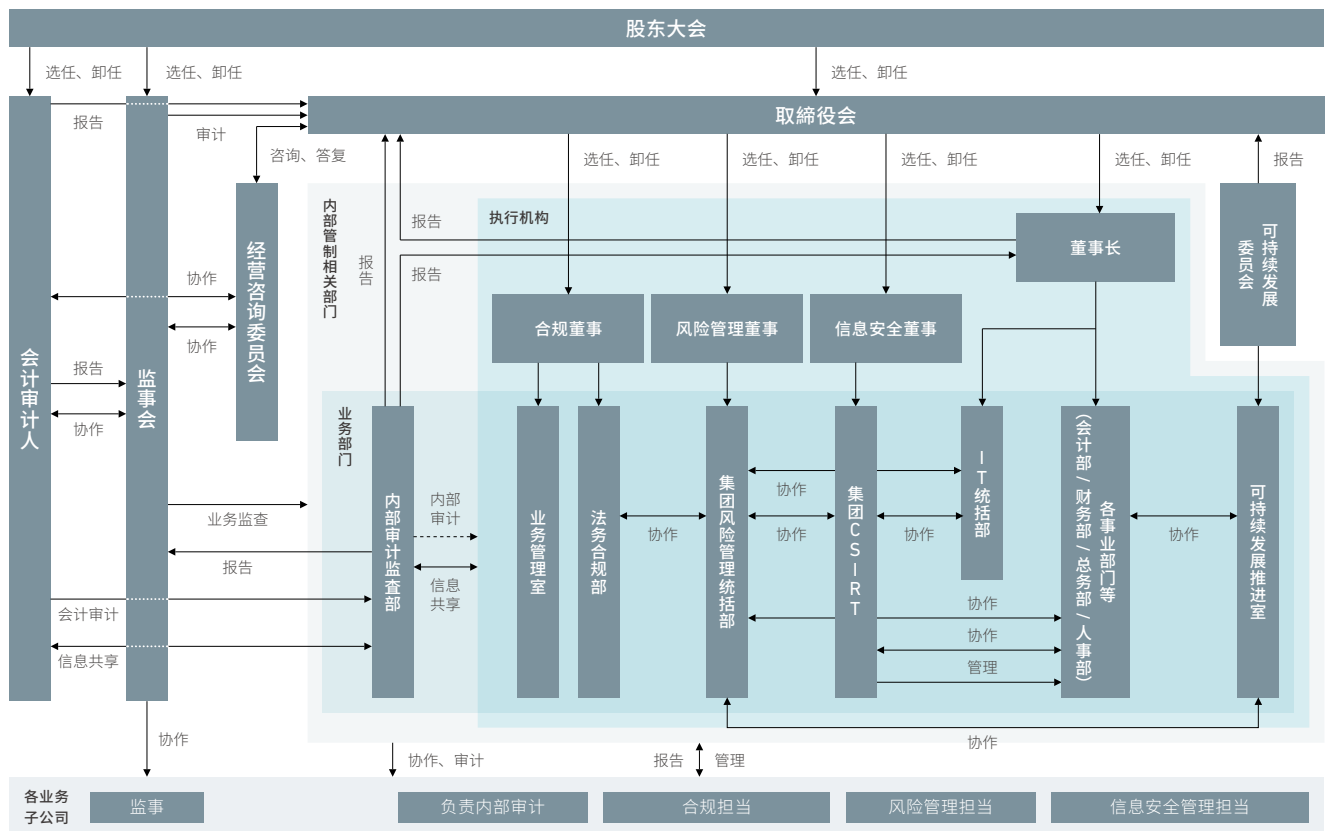 股东大会
选任、卸任
选任、卸任
选任、卸任
取締役会
报告
审计
咨询、答复
选任、卸任
选任、卸任
选任、卸任
选任、卸任
报告
内部管制相关部门
执行机构
报告
报告
报告
董事长
可持续发展
委员会
经营咨询委员会
协作
协作
合规董事
风险管理董事
信息安全董事
会计审计人
报告
监事会
协作
业务部门
内部审计监查部
内部
审计
信息
共享
业务管理室
法务合规部
协作
集团风险管理统括部
协作
协作
集团CSIRT
协作
IT统括部
各事业部门等
（会计部 / 财务部 / 总务部 / 人事部）
协作
可持续发展推进室
业务监查
报告
会计审计
信息共享
协作
协作
管理
协作
协作
协作、审计
报告
管理
各业务
子公司
监事
负责内部审计
合规担当
风险管理担当
信息安全管理担当